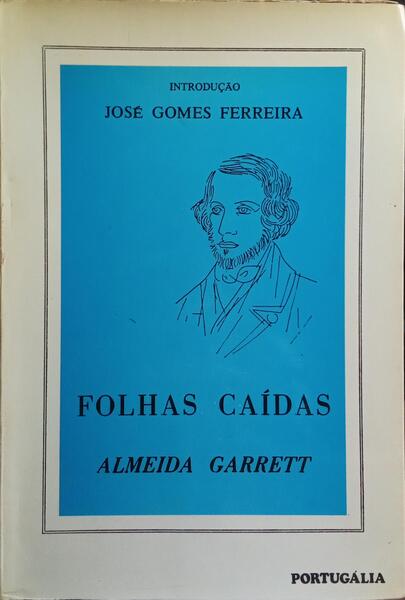 INTRODUÇÃO
JOSÉ GOMES FERREIRA
FOLHAS CAÍDAS
ALMEIDA GARRETT
PORTUGÁLIA